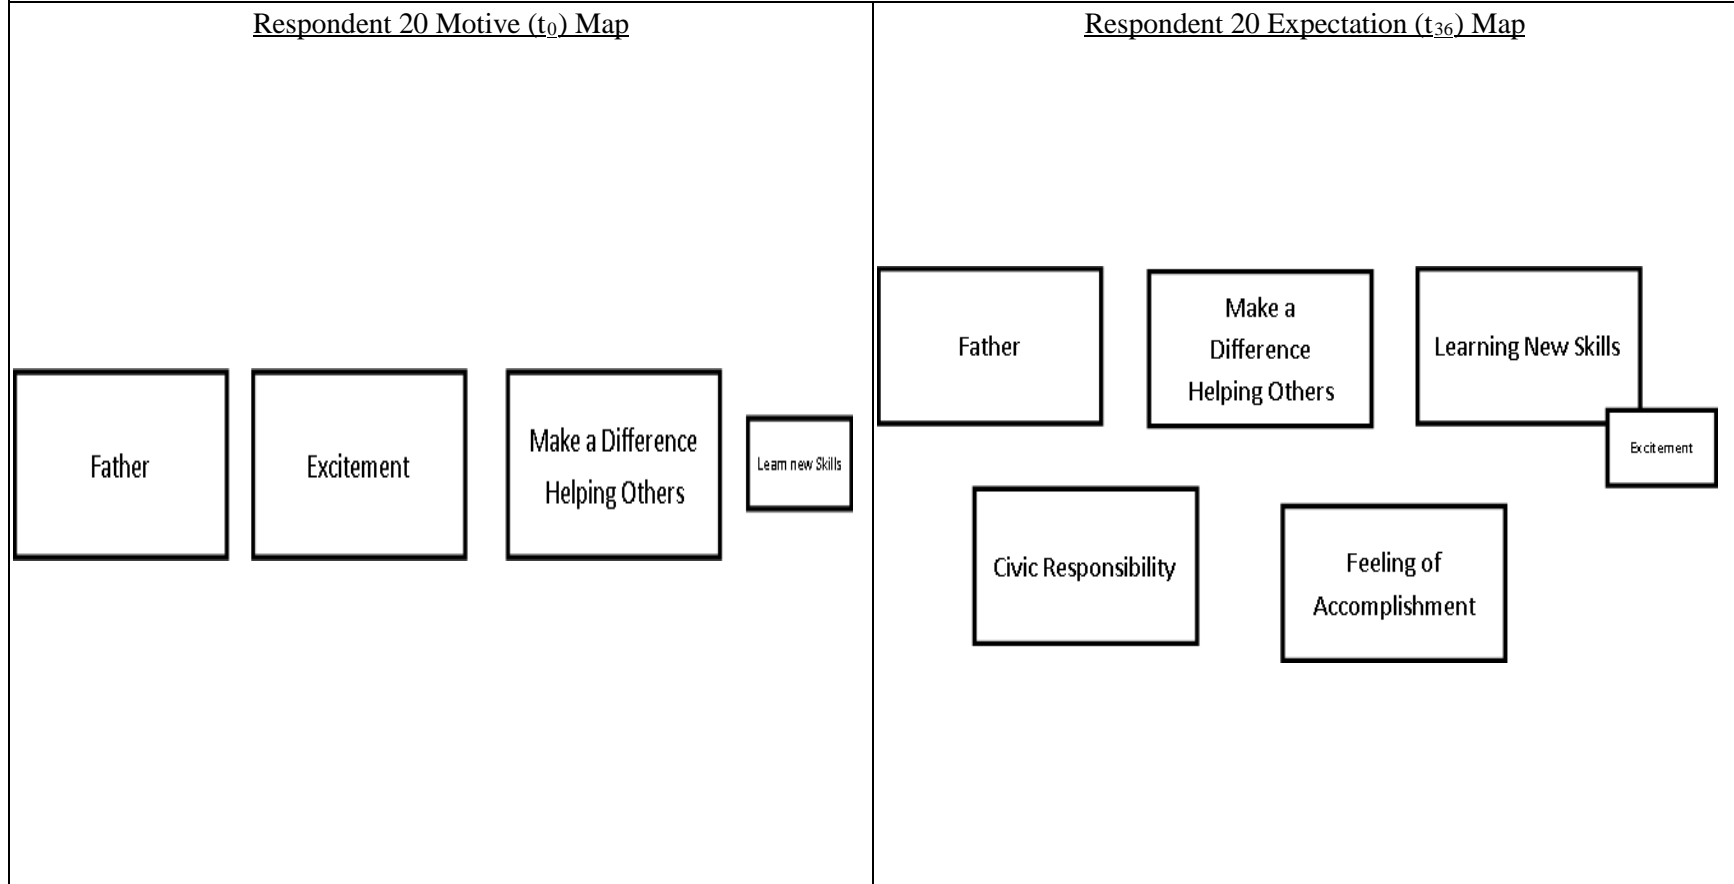 Respondent 20 Motive (t₀) Map
Father
Excitement
Make a Difference
Helping Others
Learn new Skills
Respondent 20 Expectation (t₃₆) Map
Father
Make a
Difference
Helping Others
Learning New Skills
Excitement
Civic Responsibility
Feeling of
Accomplishment